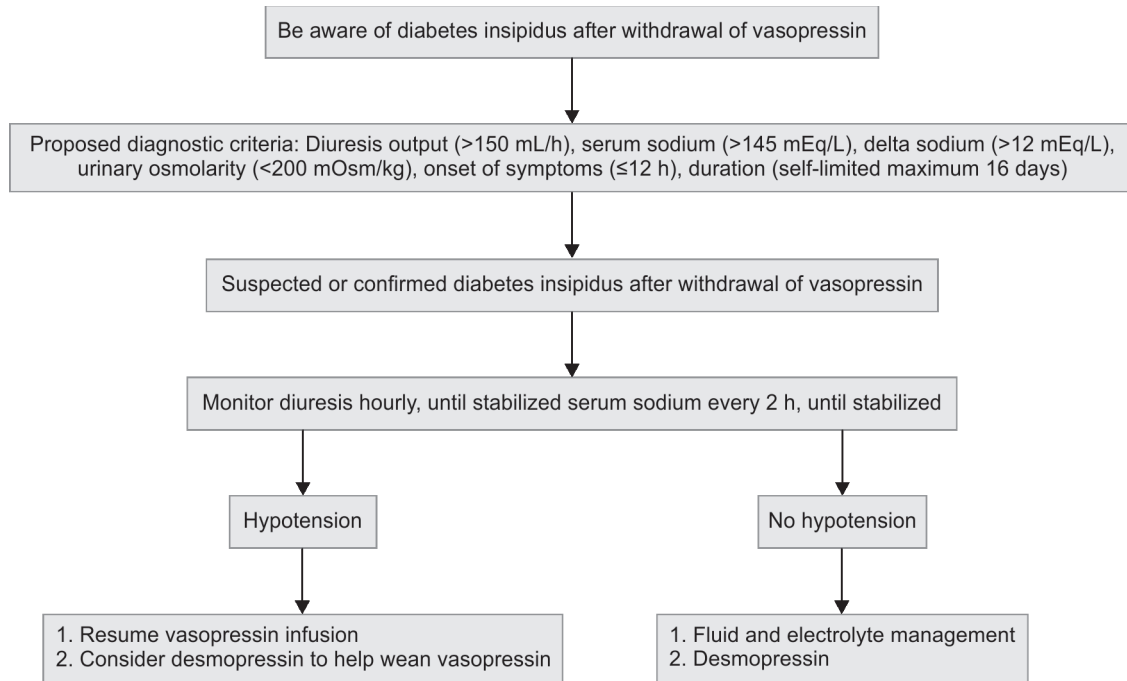 Be aware of diabetes insipidus after withdrawal of vasopressin
Proposed diagnostic criteria: Diuresis output (>150 mL/h), serum sodium (>145 mEq/L), delta sodium (>12 mEq/L),
urinary osmolarity (<200 mOsm/kg), onset of symptoms (≤12 h), duration (self-limited maximum 16 days)
Suspected or confirmed diabetes insipidus after withdrawal of vasopressin
Monitor diuresis hourly, until stabilized serum sodium every 2 h, until stabilized
Hypotension
No hypotension
1. Resume vasopressin infusion
2. Consider desmopressin to help wean vasopressin
1. Fluid and electrolyte management
2. Desmopressin